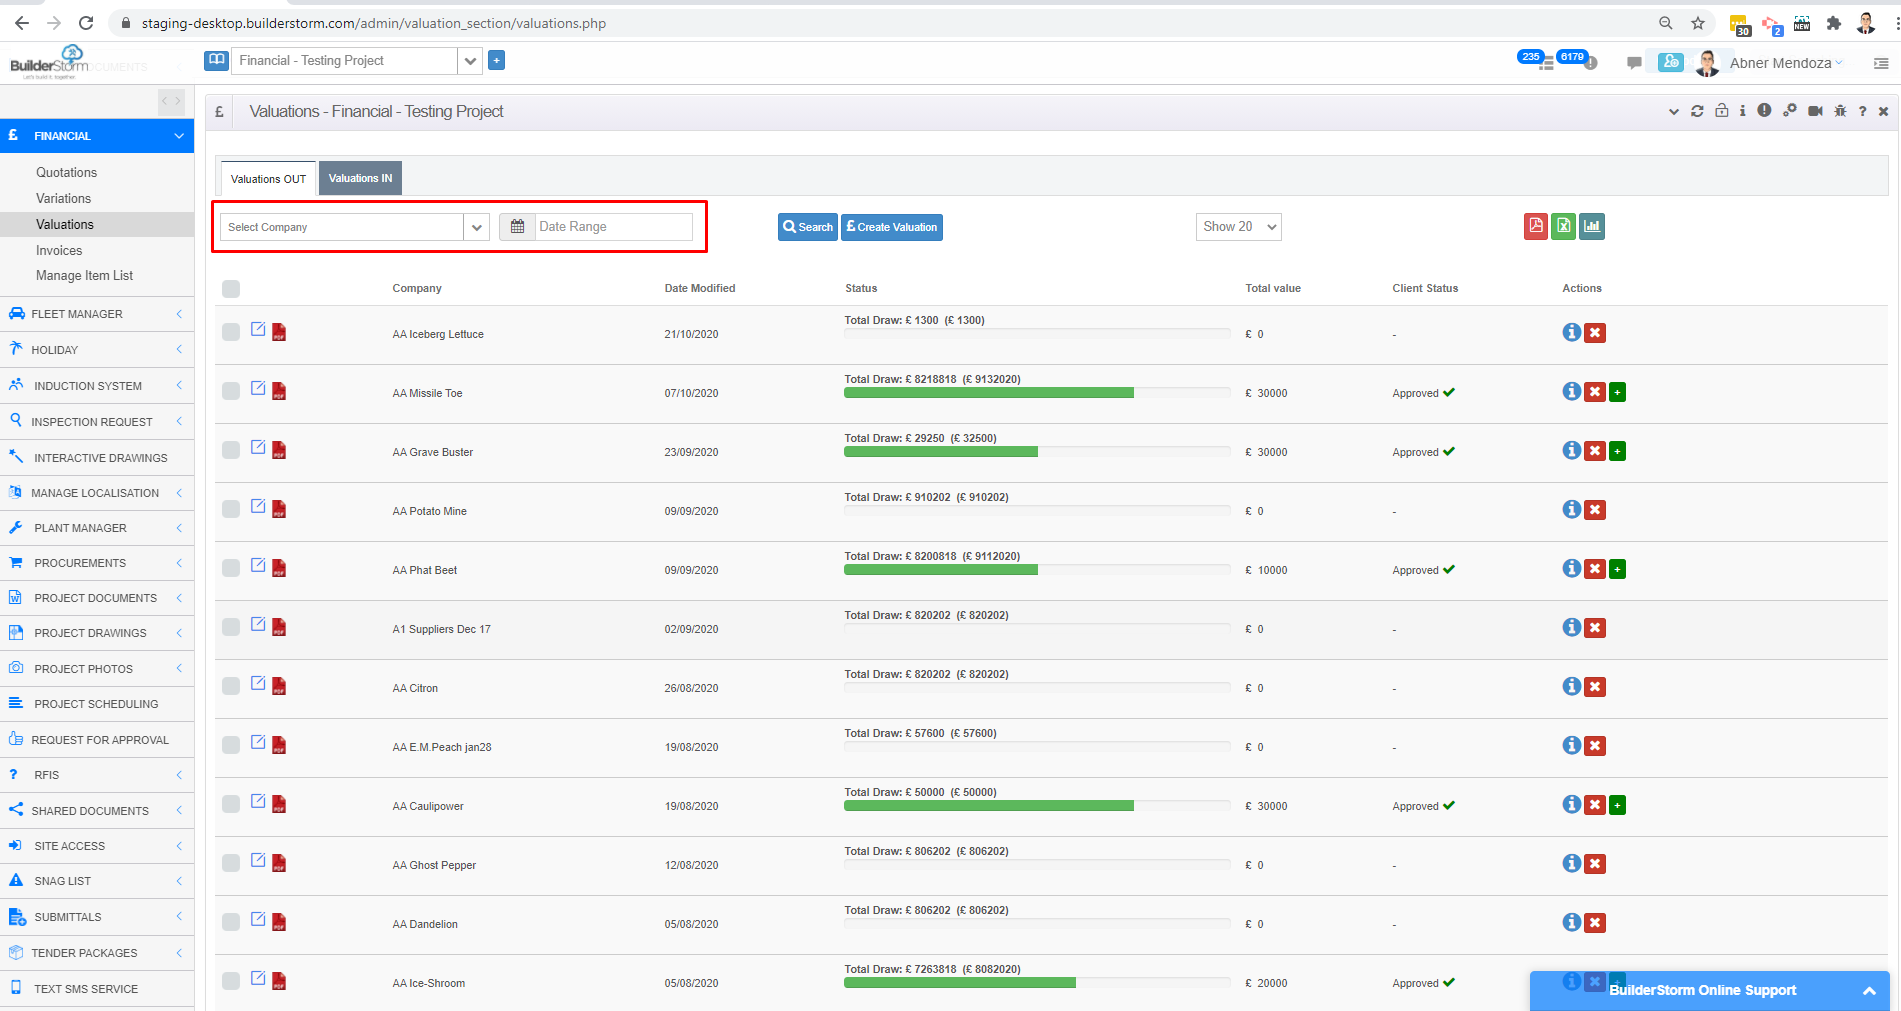 staging-desktop.builderstorm.com/admin/valuation_section/valuations.php
30
2
NEW
BuilderStorm
Let's build it, together.
Financial - Testing Project
+
235
6179
Abner Mendoza
£ Valuations - Financial - Testing Project
£ FINANCIAL
Quotations
Variations
Valuations
Invoices
Manage Item List
FLEET MANAGER
HOLIDAY
INDUCTION SYSTEM
INSPECTION REQUEST
INTERACTIVE DRAWINGS
MANAGE LOCALISATION
PLANT MANAGER
PROCUREMENTS
PROJECT DOCUMENTS
PROJECT DRAWINGS
PROJECT PHOTOS
PROJECT SCHEDULING
REQUEST FOR APPROVAL
? RFIS
SHARED DOCUMENTS
SITE ACCESS
SNAG LIST
SUBMITTALS
TENDER PACKAGES
TEXT SMS SERVICE
Valuations OUT Valuations IN
Select Company Date Range Search £ Create Valuation Show 20
Company Date Modified Status Total value Client Status Actions
Total Draw: £ 1300 (£ 1300)
AA Iceberg Lettuce 21/10/2020 £ 0 -
Total Draw: £ 8218818 (£ 9132020)
AA Missile Toe 07/10/2020 £ 30000 Approved
Total Draw: £ 29250 (£ 32500)
AA Grave Buster 23/09/2020 £ 30000 Approved
Total Draw: £ 910202 (£ 910202)
AA Potato Mine 09/09/2020 £ 0 -
Total Draw: £ 8200818 (£ 9112020)
AA Phat Beet 09/09/2020 £ 10000 Approved
Total Draw: £ 820202 (£ 820202)
A1 Suppliers Dec 17 02/09/2020 £ 0 -
Total Draw: £ 820202 (£ 820202)
AA Citron 26/08/2020 £ 0 -
Total Draw: £ 57600 (£ 57600)
AA E.M.Peach jan28 19/08/2020 £ 0 -
Total Draw: £ 50000 (£ 50000)
AA Caulipower 19/08/2020 £ 30000 Approved
Total Draw: £ 806202 (£ 806202)
AA Ghost Pepper 12/08/2020 £ 0 -
Total Draw: £ 806202 (£ 806202)
AA Dandelion 05/08/2020 £ 0 -
Total Draw: £ 7263818 (£ 8082020)
AA Ice-Shroom 05/08/2020 £ 20000 Approved
BuilderStorm Online Support